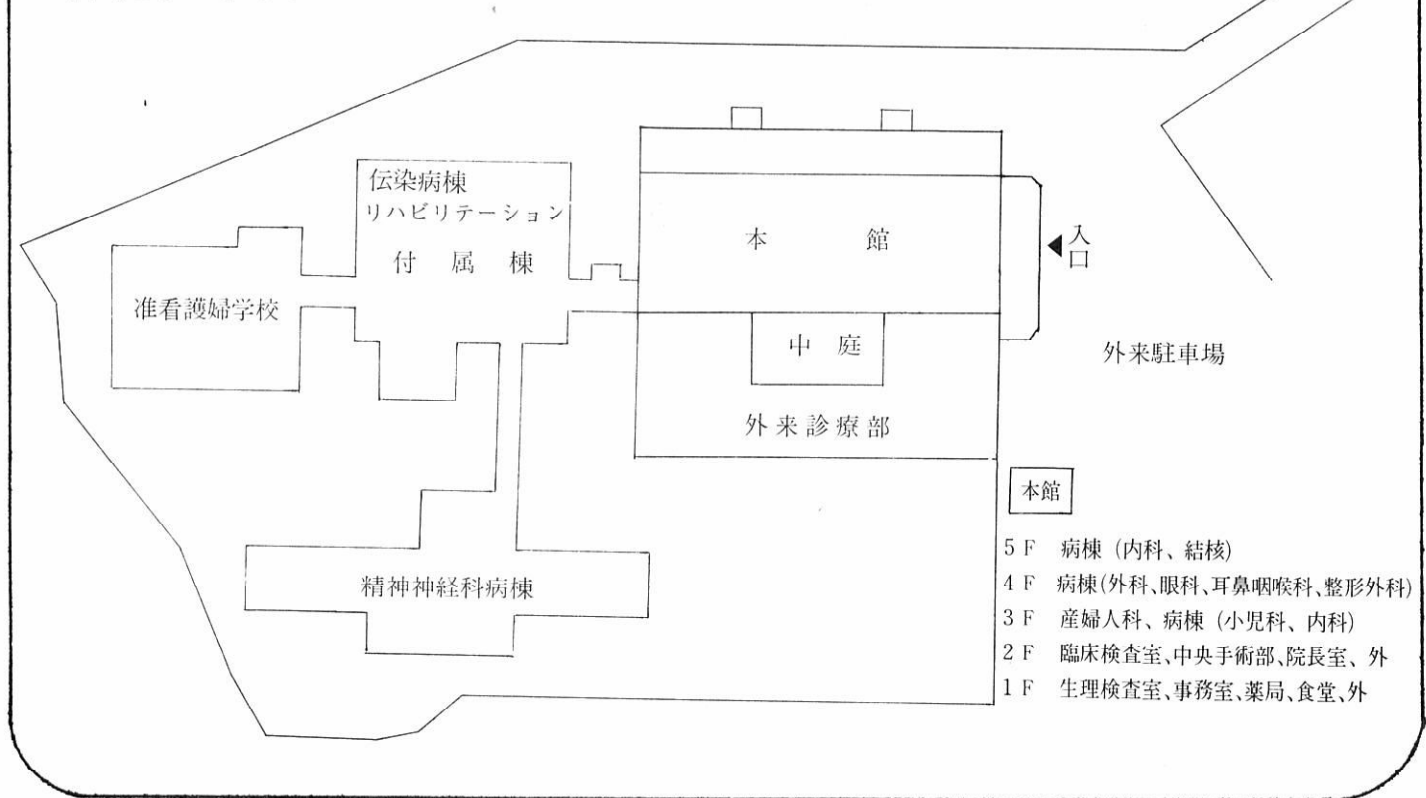 伝染病棟
リハビリテーション
付属棟
准看護婦学校
本館
入口
中庭
外来駐車場
外来診療部
精神神経科病棟
本館
5F 病棟(内科、結核)
4F 病棟(外科、眼科、耳鼻咽喉科、整形外科)
3F 産婦人科、病棟(小児科、内科)
2F 臨床検査室、中央手術部、院長室、外
1F 生理検査室、事務室、薬局、食堂、外